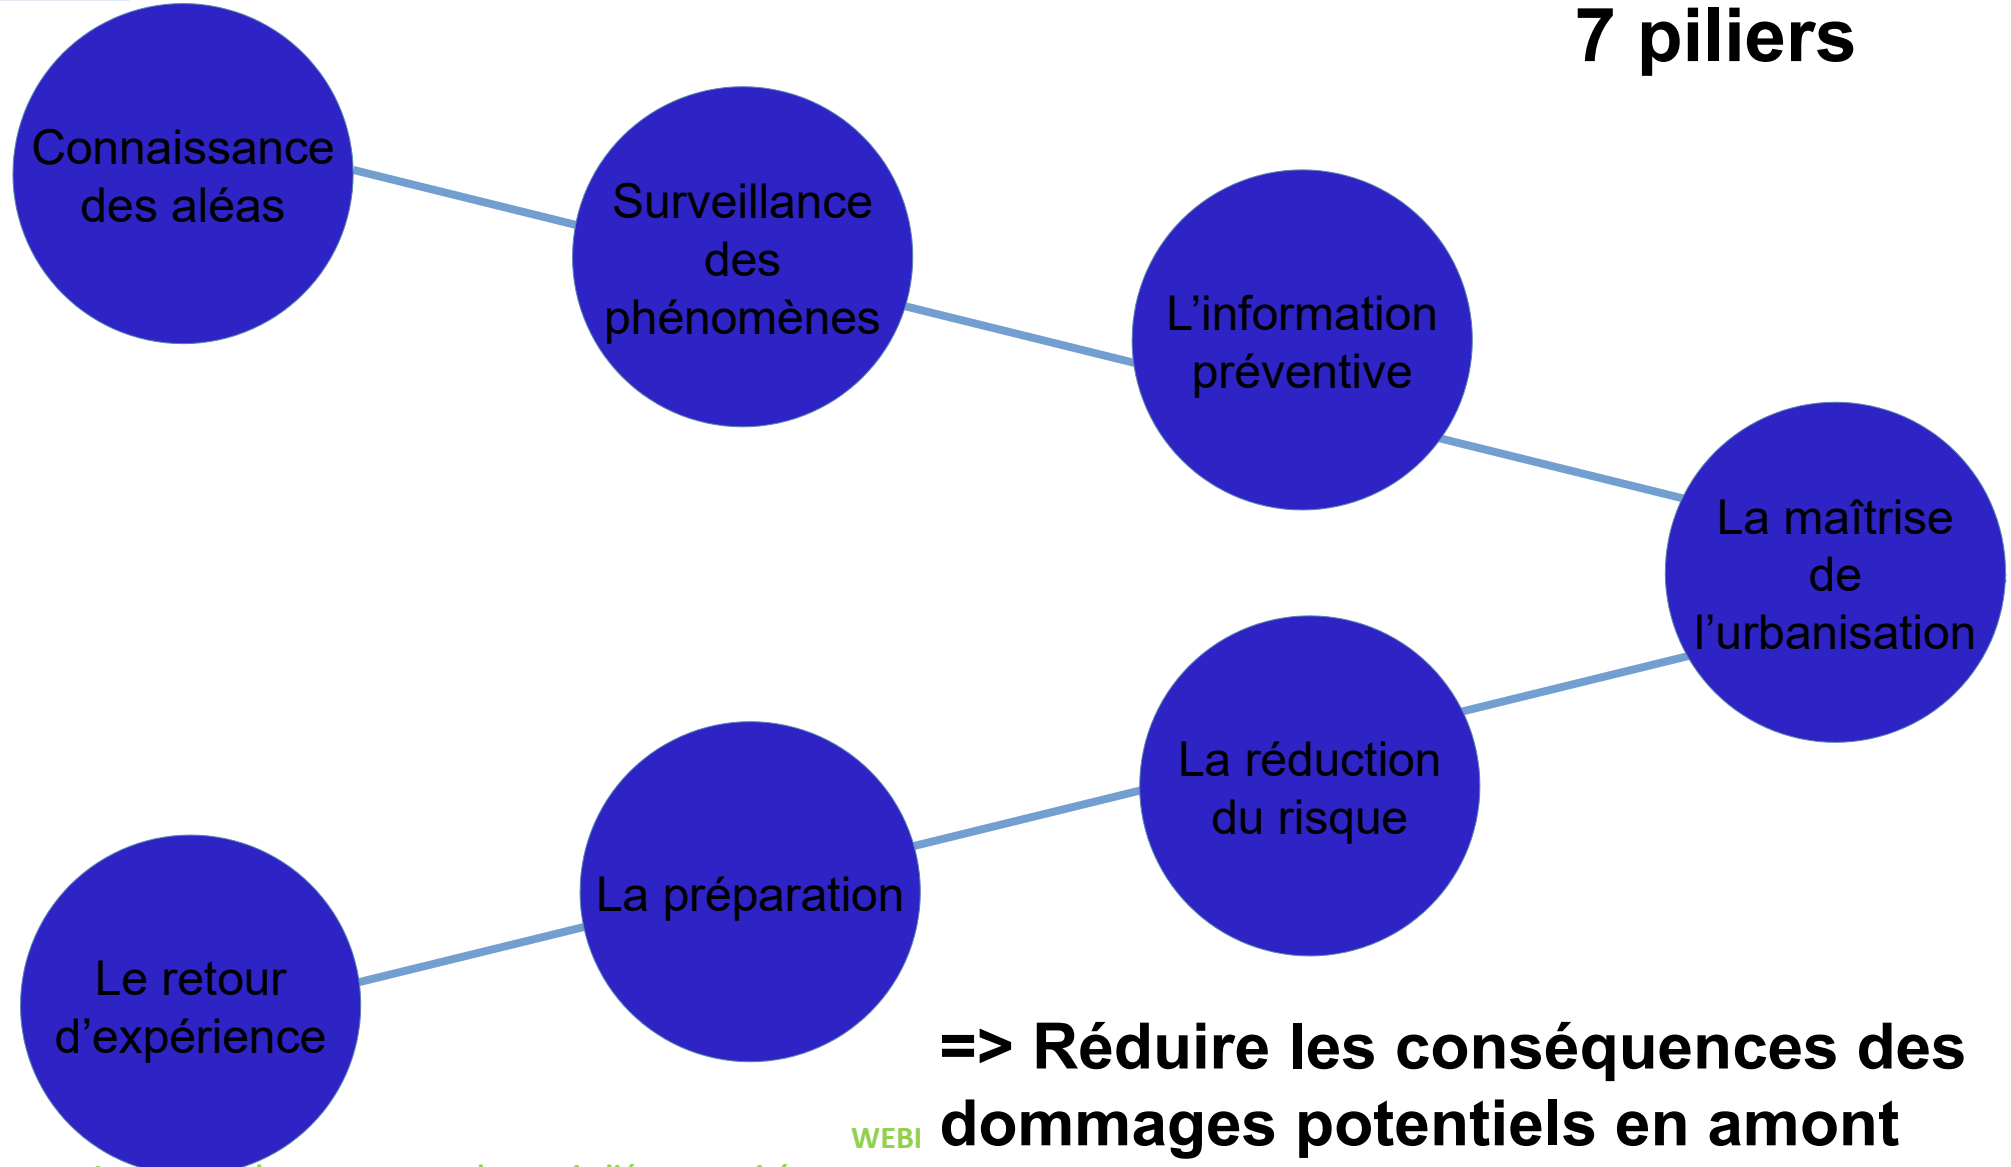 7 piliers
Connaissance
des aléas
Surveillance
des
phénomènes
L’information
préventive
La maîtrise
de
l’urbanisation
La réduction
du risque
La préparation
Le retour
d’expérience
=> Réduire les conséquences des
dommages potentiels en amont
WEBI